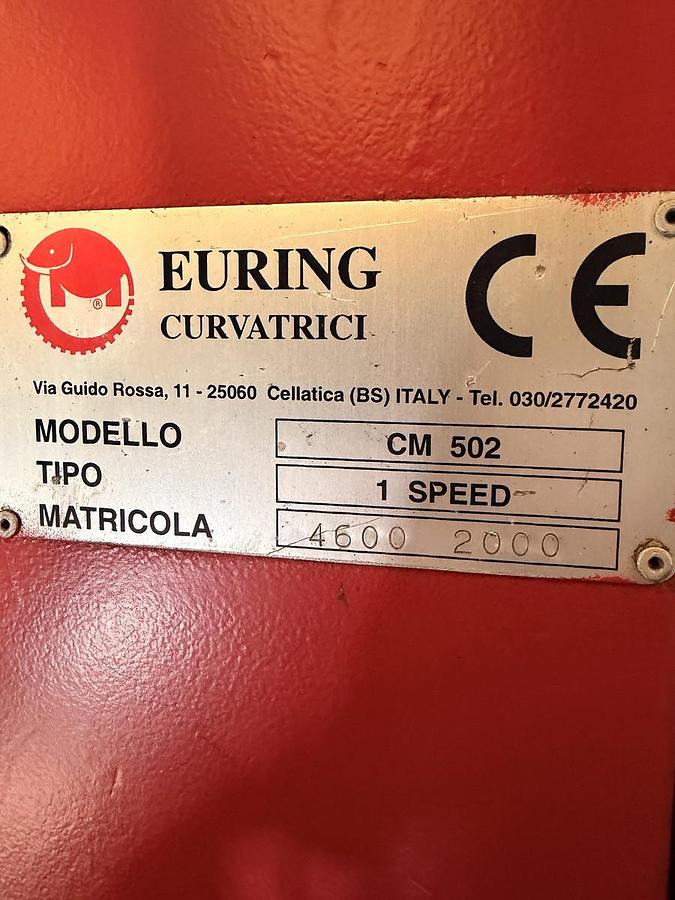 EURING
CURVATRICI
CE
®
Via Guido Rossa, 11 - 25060 Cellatica (BS) ITALY - Tel. 030/2772420
MODELLO CM 502
TIPO 1 SPEED
MATRICOLA 4600 2000